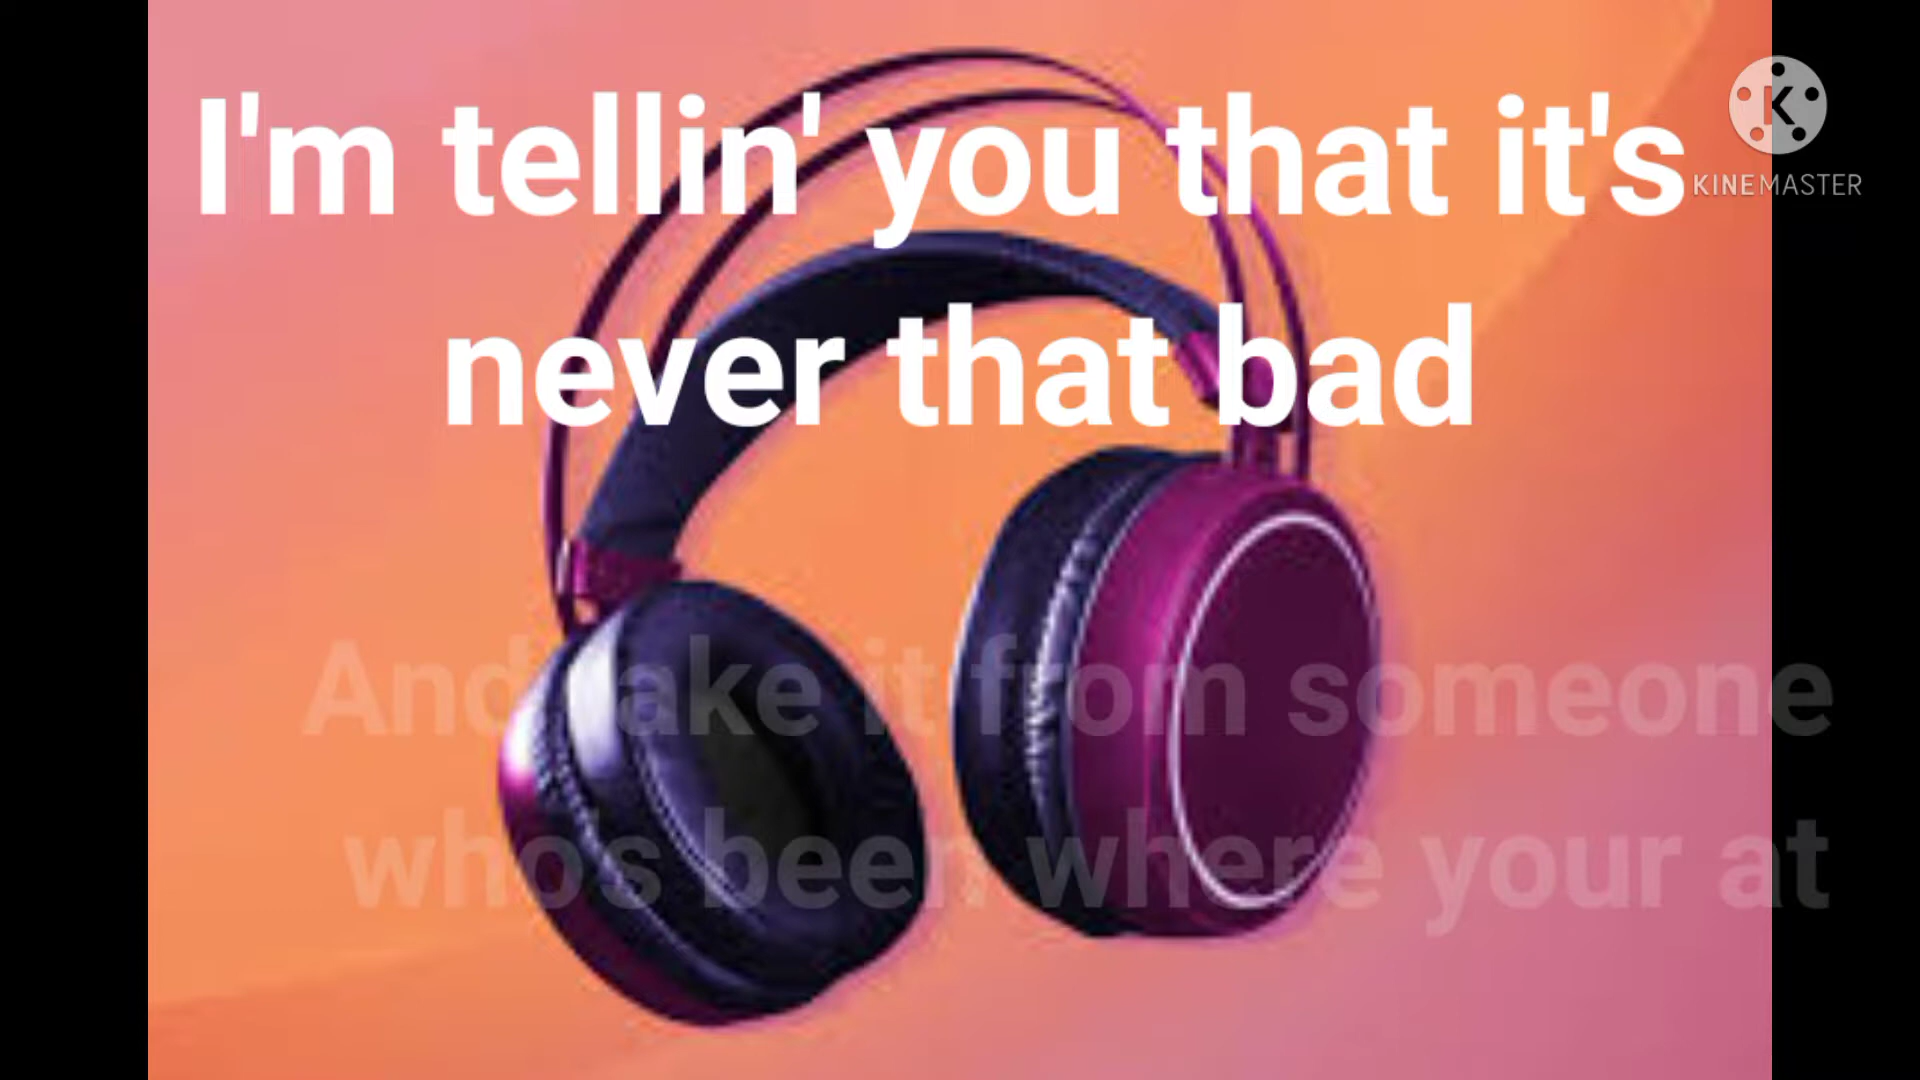 I'm tellin' you that it's
KINEMASTER
never that bad
And take it from someone
who's been where your at